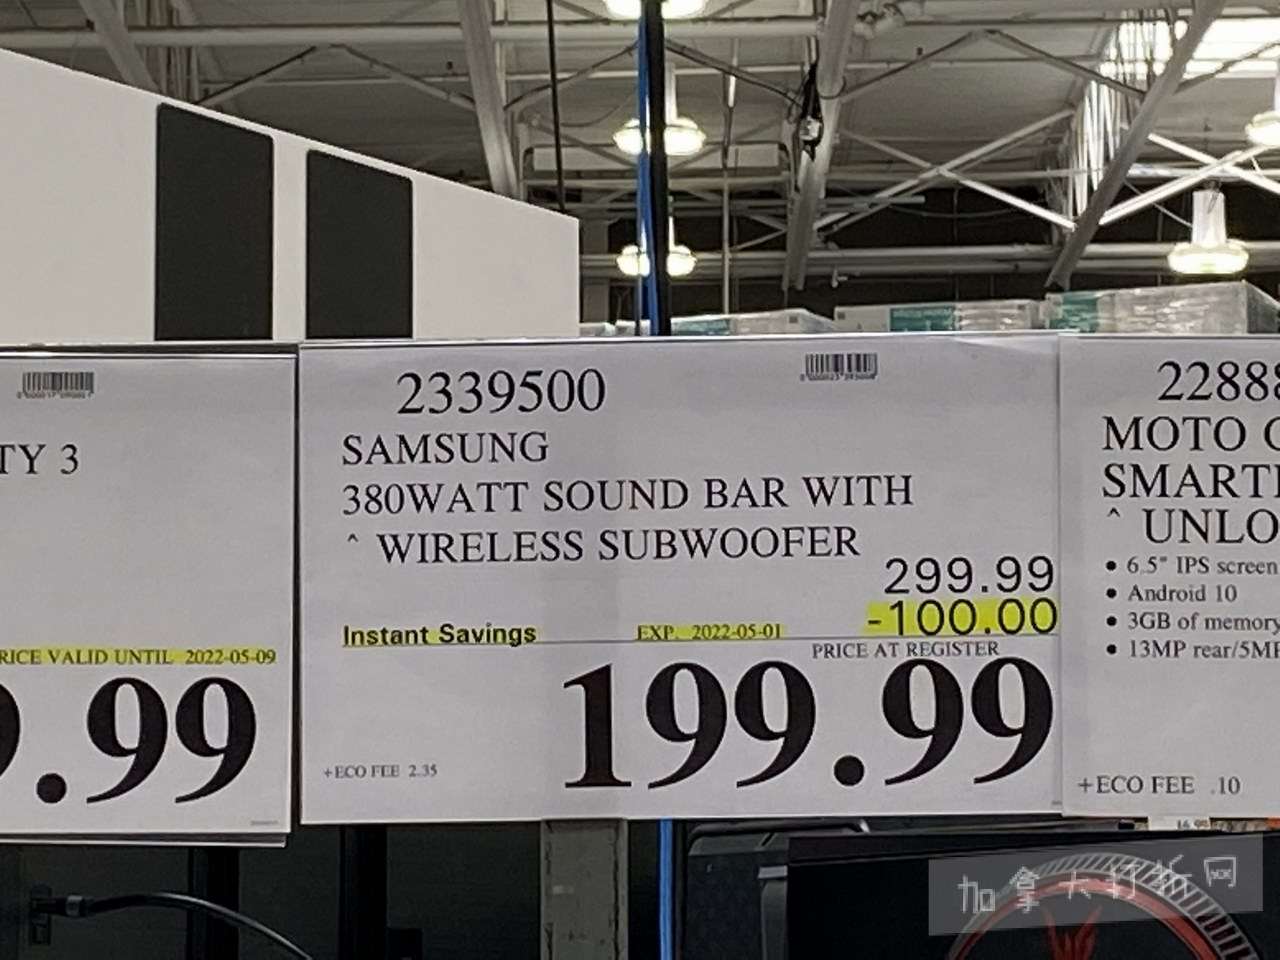 TY 3
RICE VALID UNTIL 2022-05-09
9.99
2339500
SAMSUNG
380WATT SOUND BAR WITH
^ WIRELESS SUBWOOFER
299.99
Instant Savings EXP. 2022-05-01 -100.00
PRICE AT REGISTER
199.99
+ECO FEE 2.35
22888
MOTO G
SMART
^ UNLO
• 6.5" IPS screen
• Android 10
• 3GB of memory
• 13MP rear/5MP
+ECO FEE .10
加拿大打折网